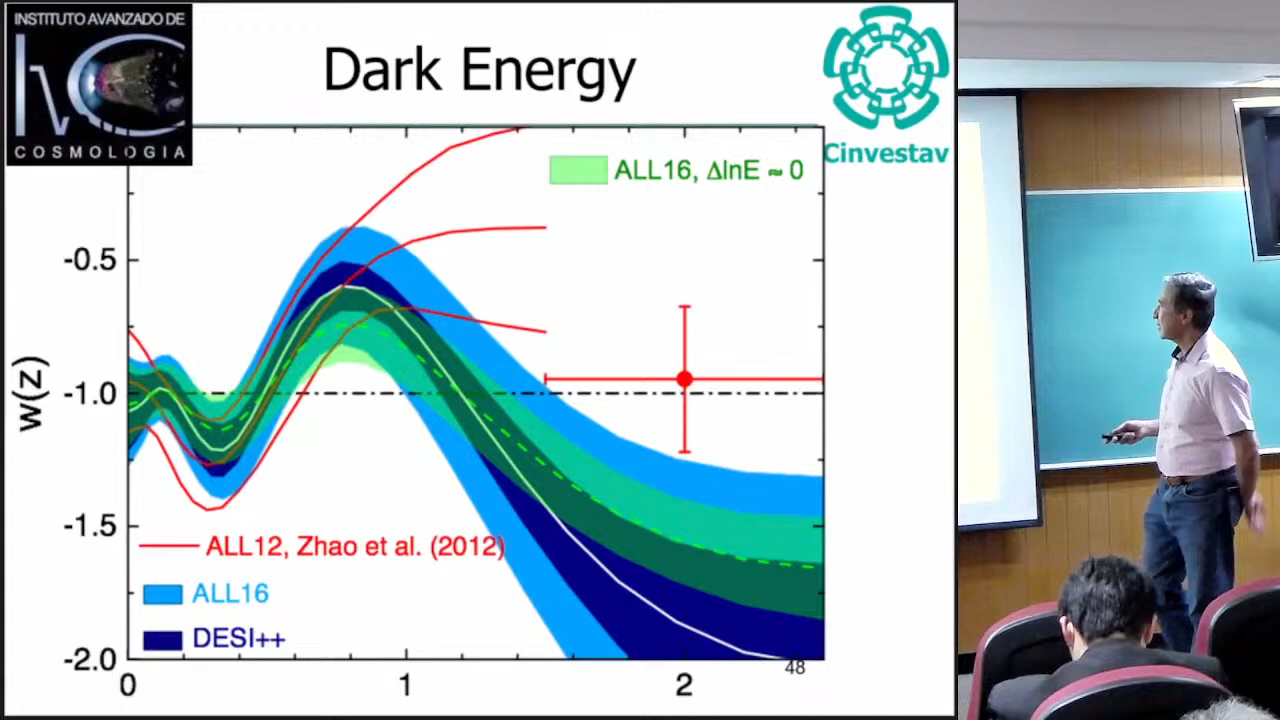 INSTITUTO AVANZADO DE
IAC
COSMOLOGIA
Dark Energy
Cinvestav
ALL16, ΔlnE ≈ 0
-0.5
-1.0
-1.5
-2.0
w(z)
ALL12, Zhao et al. (2012)
ALL16
DESI++
48
0
1
2